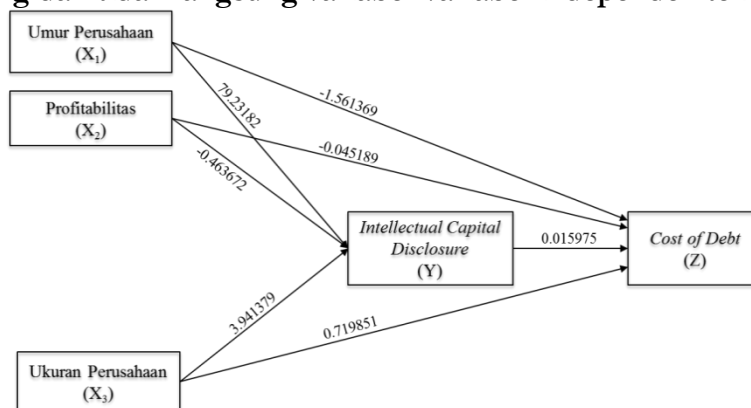 Umur Perusahaan
(X₁)
79.23182
-1.561369
Profitabilitas
(X₂)
-0.045189
-0.463672
Intellectual Capital
Disclosure
(Y)
0.015975
Cost of Debt
(Z)
3.941379
0.719851
Ukuran Perusahaan
(X₃)